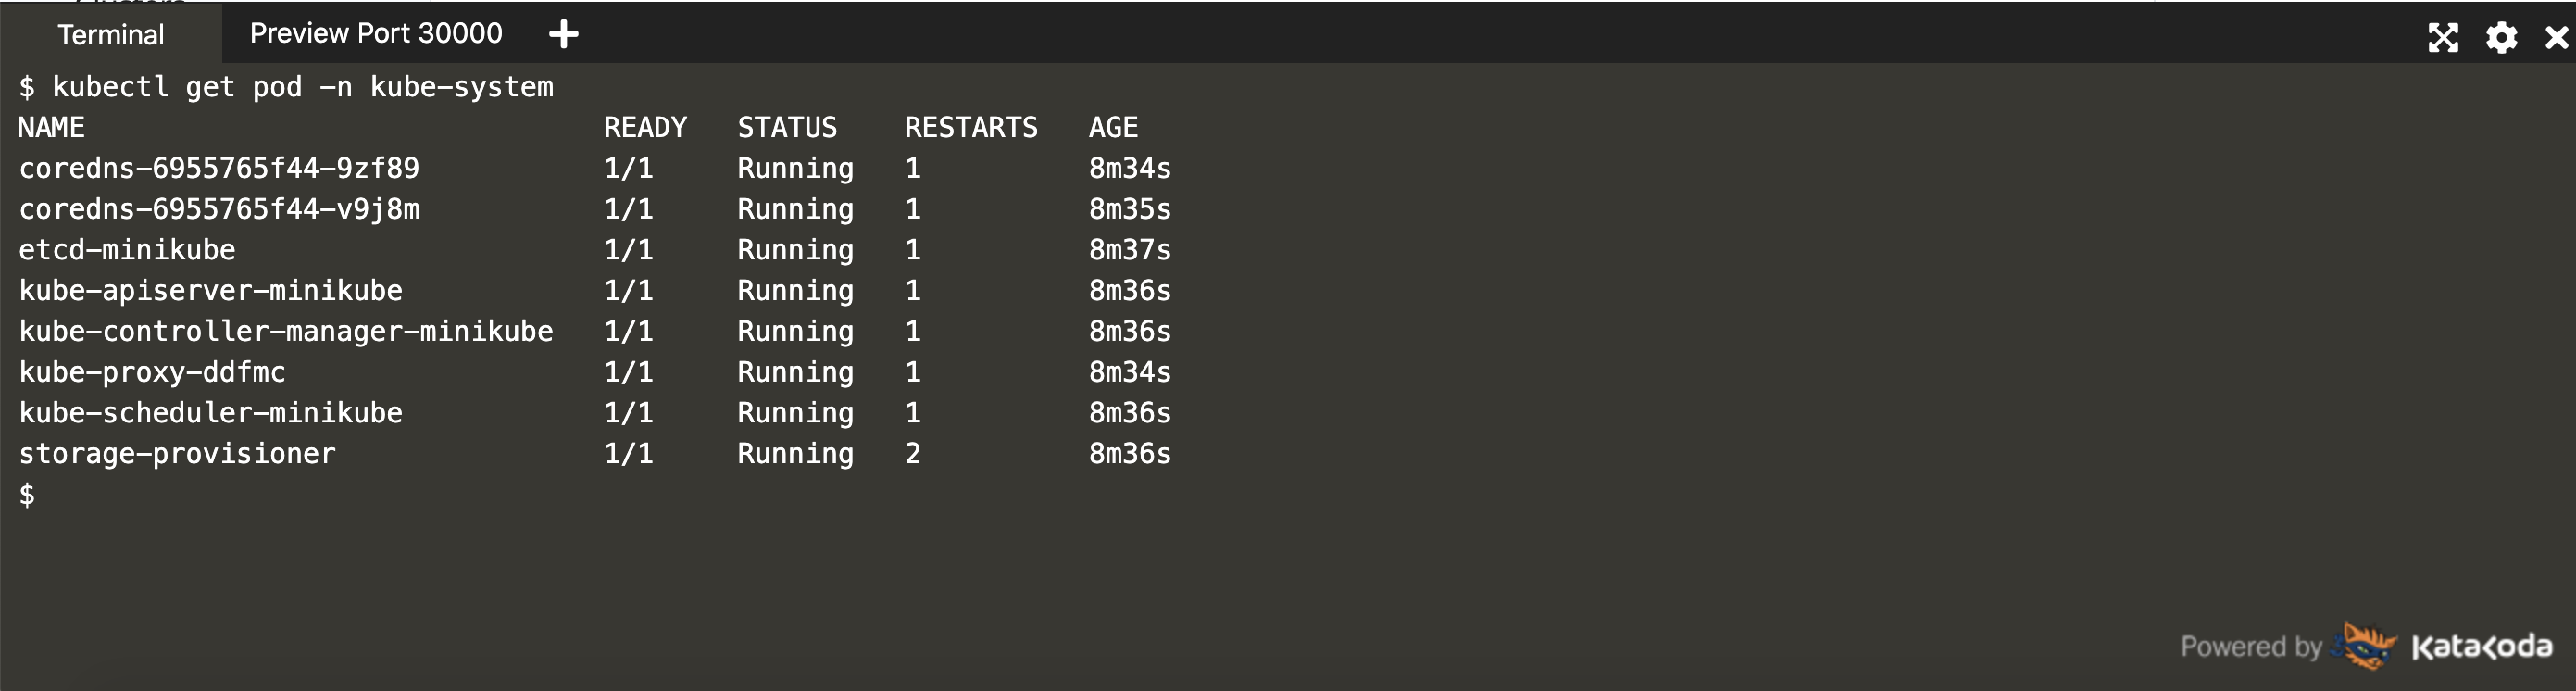 Terminal Preview Port 30000
$ kubectl get pod -n kube-system
NAME READY STATUS RESTARTS AGE
coredns-6955765f44-9zf89 1/1 Running 1 8m34s
coredns-6955765f44-v9j8m 1/1 Running 1 8m35s
etcd-minikube 1/1 Running 1 8m37s
kube-apiserver-minikube 1/1 Running 1 8m36s
kube-controller-manager-minikube 1/1 Running 1 8m36s
kube-proxy-ddfmc 1/1 Running 1 8m34s
kube-scheduler-minikube 1/1 Running 1 8m36s
storage-provisioner 1/1 Running 2 8m36s
$
Powered by Katacoda